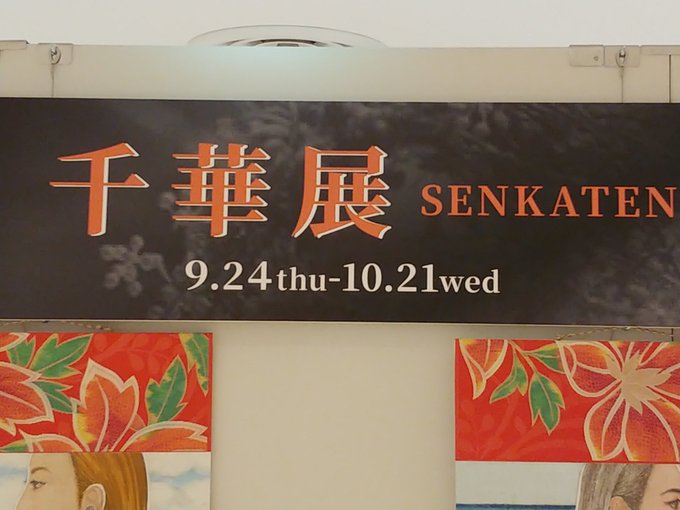 千華展 SENKATEN
9.24thu-10.21wed